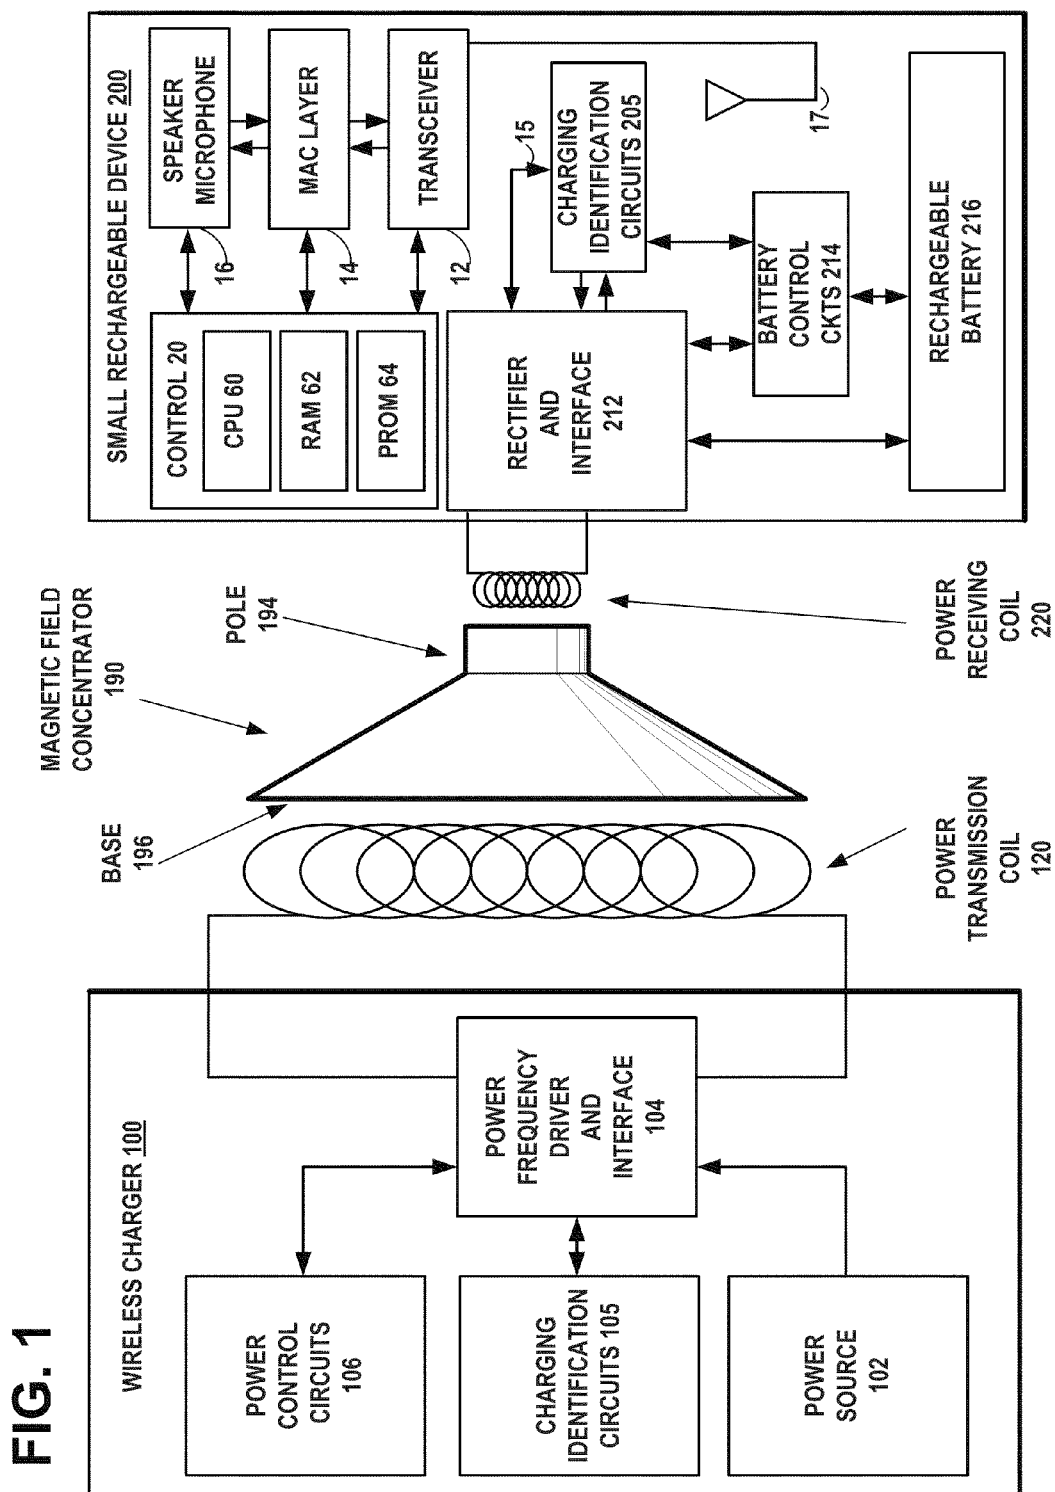 FIG. 1
WIRELESS CHARGER 100
POWER
CONTROL
CIRCUITS
106
CHARGING
IDENTIFICATION
CIRCUITS 105
POWER
SOURCE
102
POWER
FREQUENCY
DRIVER
AND
INTERFACE
104
BASE
196
MAGNETIC FIELD
CONCENTRATOR
190
POLE
194
POWER
TRANSMISSION
COIL
120
POWER
RECEIVING
COIL
220
SMALL RECHARGEABLE DEVICE 200
CONTROL 20
CPU 60
RAM 62
PROM 64
SPEAKER
MICROPHONE
16
MAC LAYER
14
TRANSCEIVER
12
RECTIFIER
AND
INTERFACE
212
15
CHARGING
IDENTIFICATION
CIRCUITS 205
17
BATTERY
CONTROL
CKTS 214
RECHARGEABLE
BATTERY 216